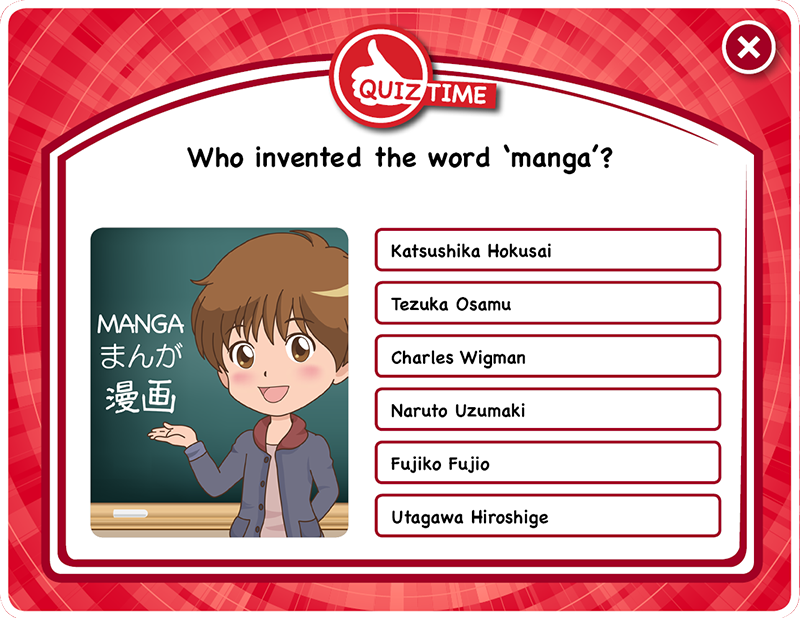 QUIZ TIME
Who invented the word ‘manga’?
MANGA
まんが
漫画
Katsushika Hokusai
Tezuka Osamu
Charles Wigman
Naruto Uzumaki
Fujiko Fujio
Utagawa Hiroshige